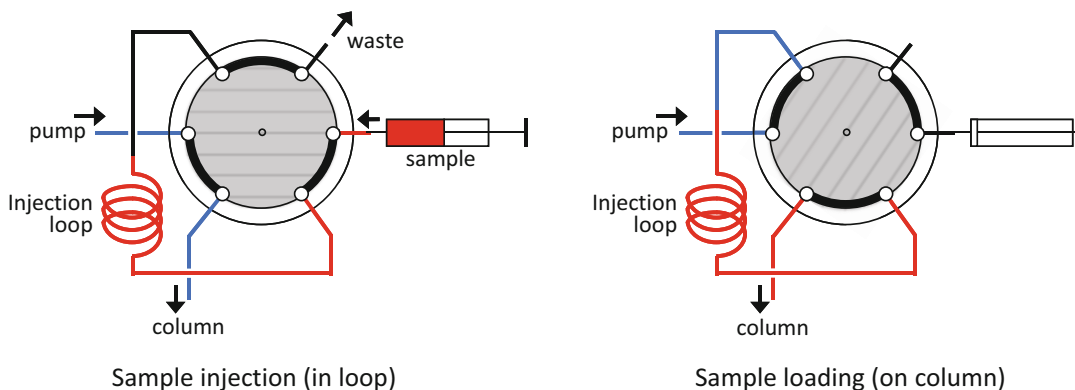 waste
pump
sample
Injection
loop
column
Sample injection (in loop)
pump
Injection
loop
column
Sample loading (on column)